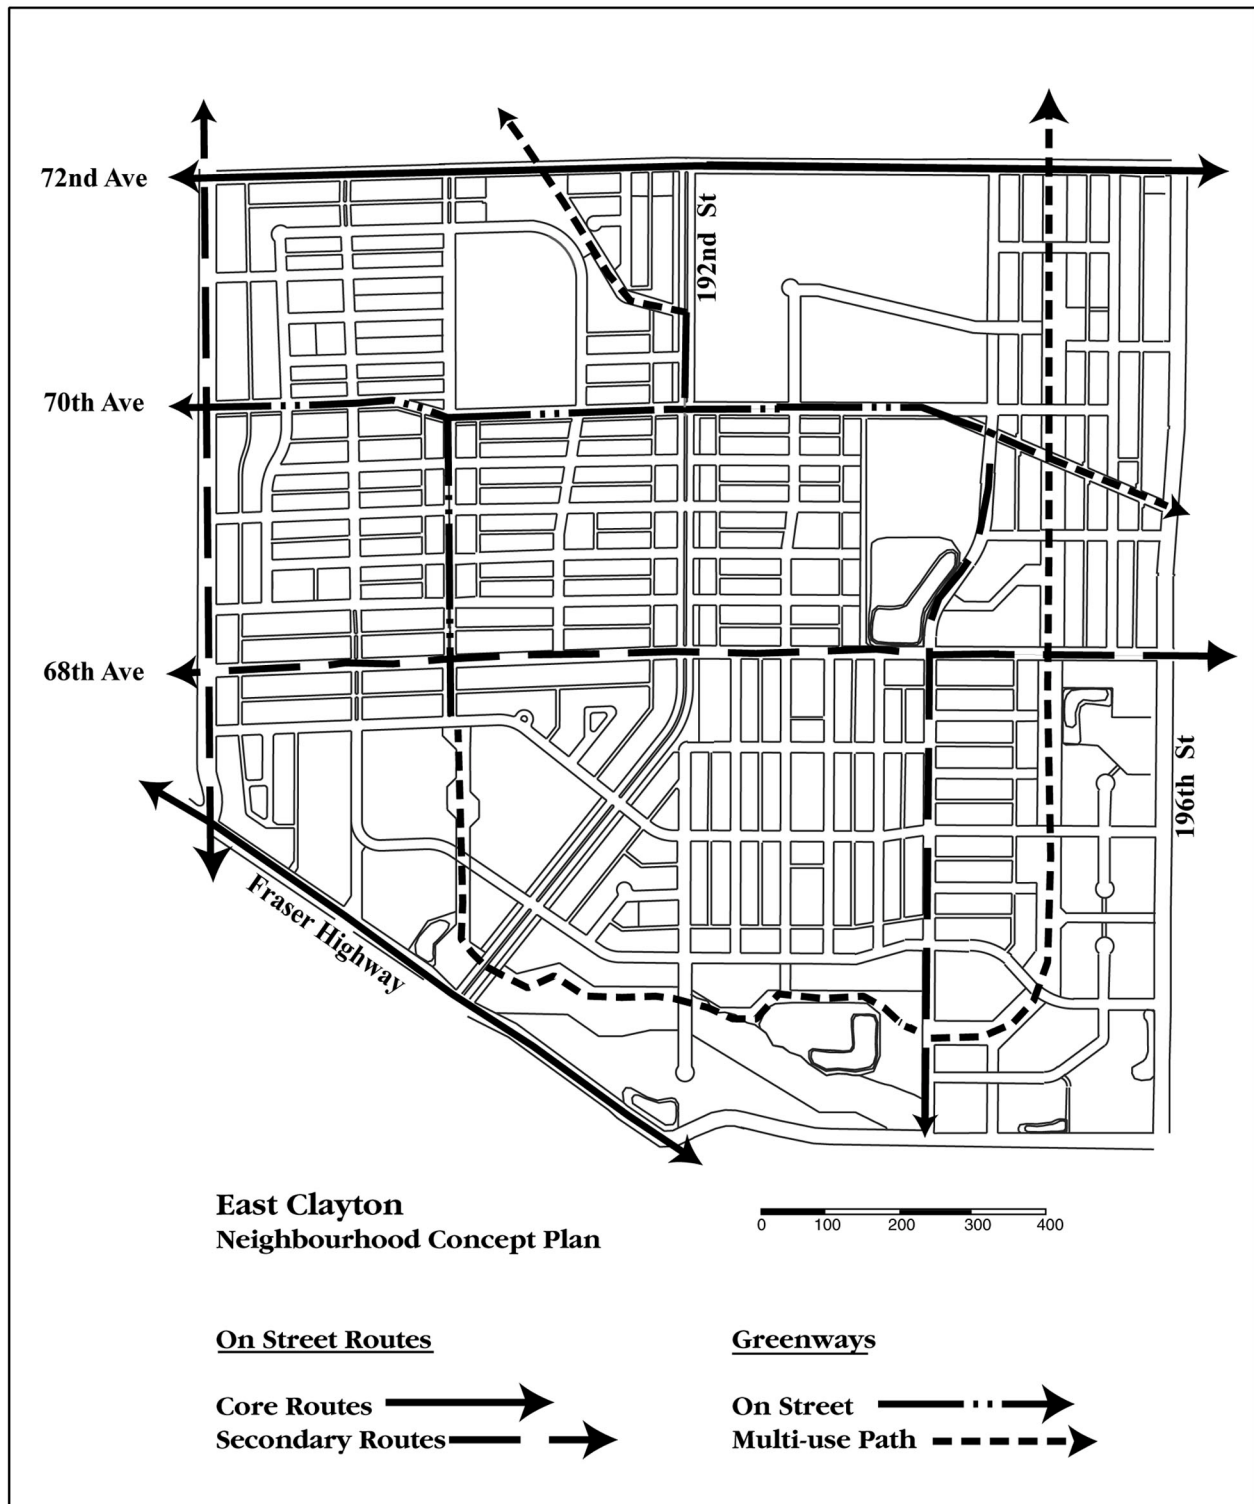 72nd Ave
192nd St
70th Ave
68th Ave
196th St
Fraser Highway
East Clayton
Neighbourhood Concept Plan
0 100 200 300 400
On Street Routes
Core Routes
Secondary Routes
Greenways
On Street
Multi-use Path